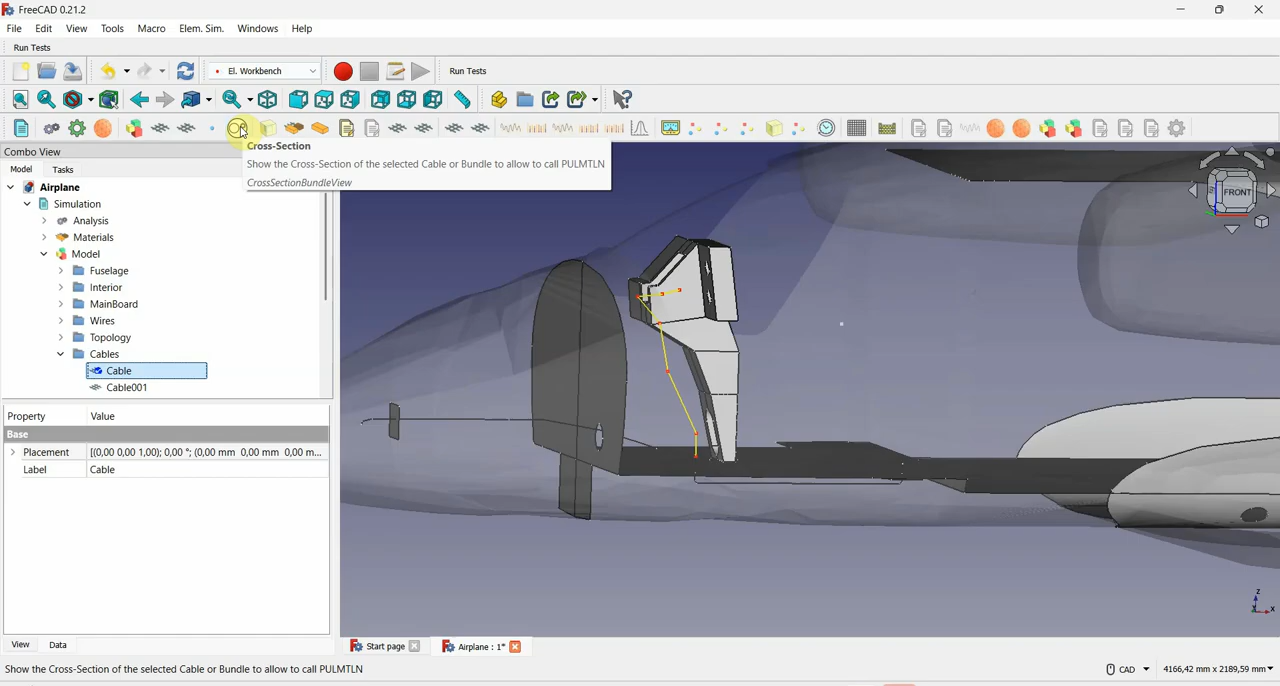 FreeCAD 0.21.2
File Edit View Tools Macro Elem. Sim. Windows Help
Run Tests
El. Workbench
Run Tests
Combo View
Cross-Section
Show the Cross-Section of the selected Cable or Bundle to allow to call PULMTLN
CrossSectionBundleView
Model Tasks
Airplane
Simulation
Analysis
Materials
Model
Fuselage
Interior
MainBoard
Wires
Topology
Cables
Cable
Cable001
FRONT
Property Value
Base
Placement [(0,00 0,00 1,00); 0,00 °; (0,00 mm 0,00 mm 0,00 m...
Label Cable
Z
X
View Data
Start page
Airplane : 1*
Show the Cross-Section of the selected Cable or Bundle to allow to call PULMTLN
CAD
4166,42 mm x 2189,59 mm